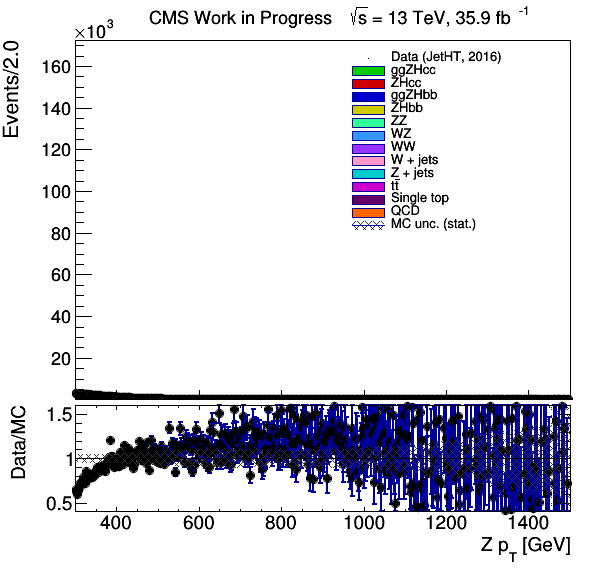 CMS Work in Progress √s = 13 TeV, 35.9 fb⁻¹
×10³
Events/2.0
160
140
120
100
80
60
40
20
Data (JetHT, 2016)
ggZHcc
ZHcc
ggZHbb
ZHbb
ZZ
WZ
WW
W + jets
Z + jets
tt̄
Single top
QCD
MC unc. (stat.)
Data/MC
1.5
1
0.5
400 600 800 1000 1200 1400
Z p_T [GeV]